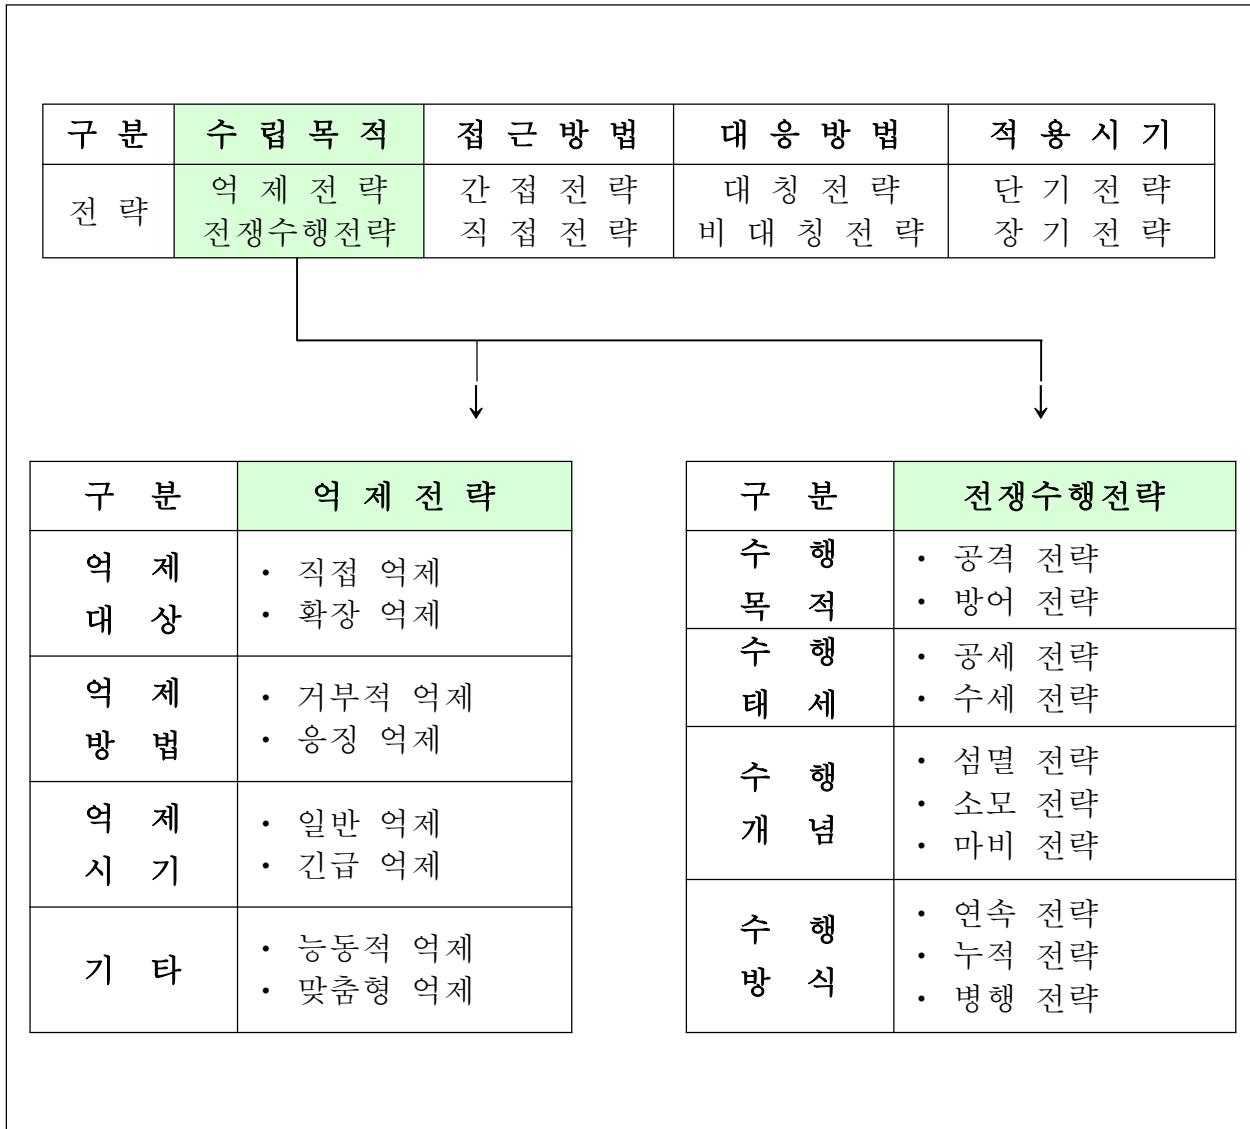 구 분 수 립 목 적 접 근 방 법 대 응 방 법 적 용 시 기
전 략 억 제 전 략 간 접 전 략 대 칭 전 략 단 기 전 략
전쟁수행전략 직 접 전 략 비 대 칭 전 략 장 기 전 략
구 분 억 제 전 략
억 제
대 상
· 직접 억제
· 확장 억제
억 제
방 법
· 거부적 억제
· 응징 억제
억 제
시 기
· 일반 억제
· 긴급 억제
기 타
· 능동적 억제
· 맞춤형 억제
구 분 전쟁수행전략
수 행
목 적
· 공격 전략
· 방어 전략
수 행
태 세
· 공세 전략
· 수세 전략
수 행
개 념
· 섬멸 전략
· 소모 전략
· 마비 전략
수 행
방 식
· 연속 전략
· 누적 전략
· 병행 전략